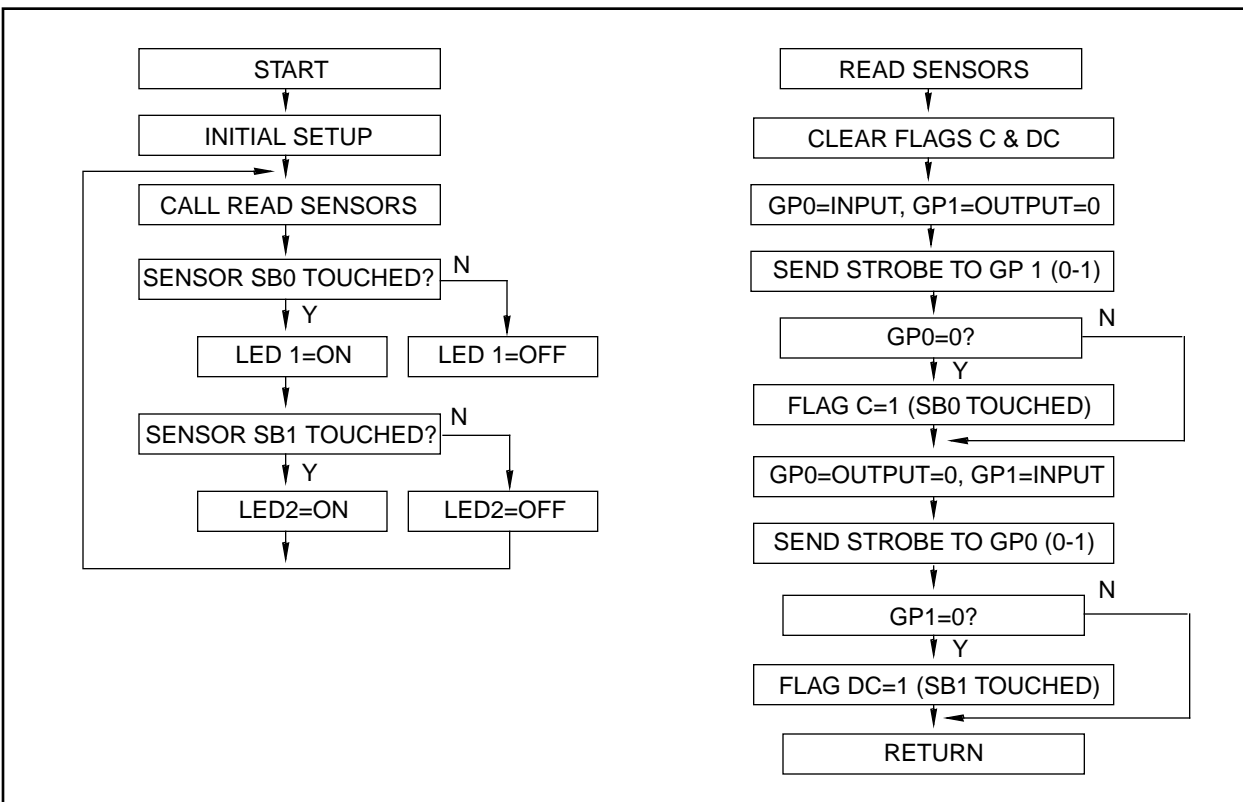 START
INITIAL SETUP
CALL READ SENSORS
SENSOR SB0 TOUCHED?
N
Y
LED 1=ON
LED 1=OFF
SENSOR SB1 TOUCHED?
N
Y
LED2=ON
LED2=OFF
READ SENSORS
CLEAR FLAGS C & DC
GP0=INPUT, GP1=OUTPUT=0
SEND STROBE TO GP 1 (0-1)
GP0=0?
N
Y
FLAG C=1 (SB0 TOUCHED)
GP0=OUTPUT=0, GP1=INPUT
SEND STROBE TO GP0 (0-1)
GP1=0?
N
Y
FLAG DC=1 (SB1 TOUCHED)
RETURN